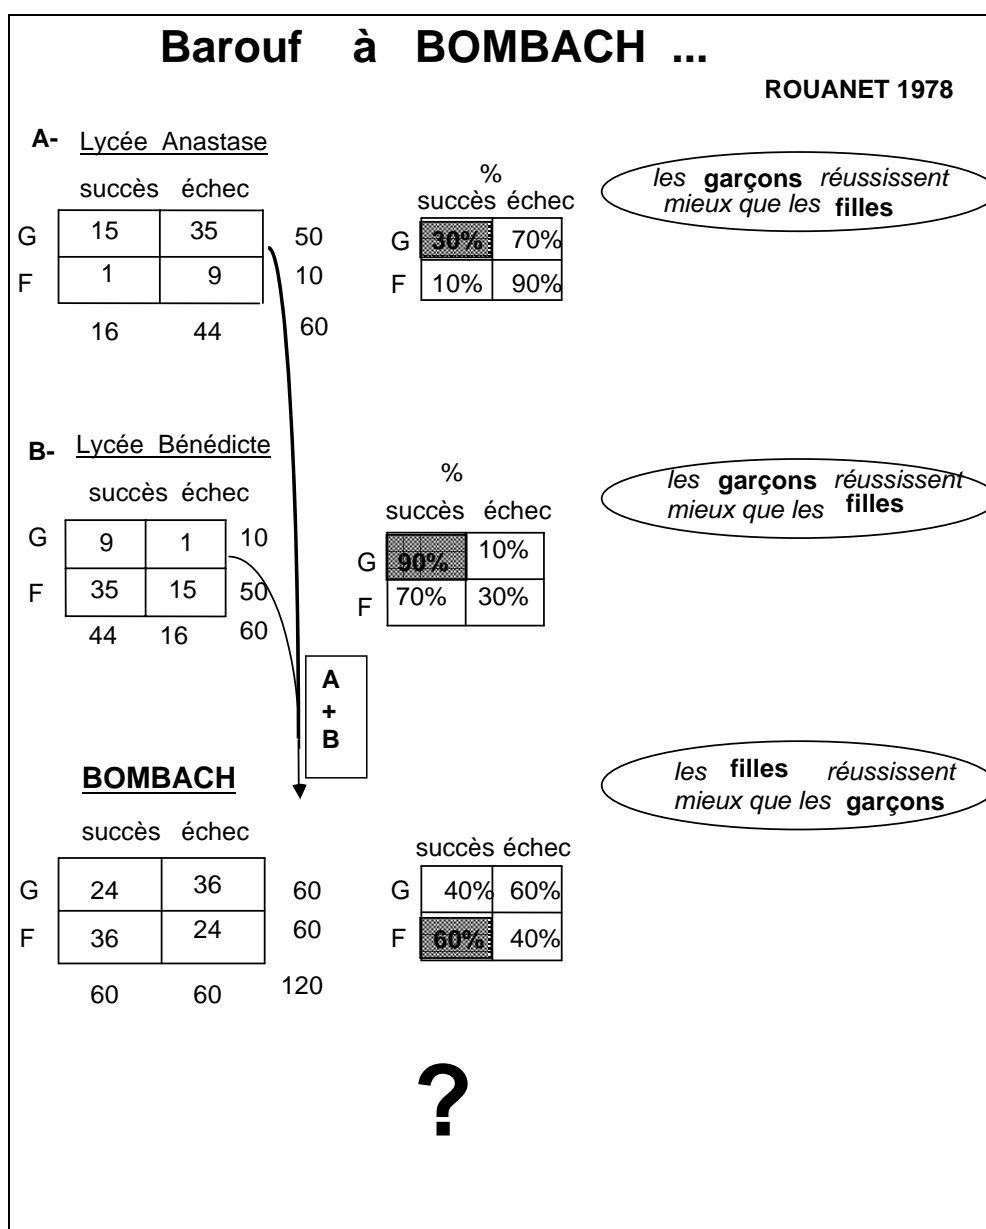 Barouf à BOMBACH ...
ROUANET 1978
A- Lycée Anastase
succès échec
G 15 35 50
F 1 9 10
16 44 60
%
succès échec
G 30% 70%
F 10% 90%
les garçons réussissent
mieux que les filles
B- Lycée Bénédicte
succès échec
G 9 1 10
F 35 15 50
44 16 60
%
succès échec
G 90% 10%
F 70% 30%
les garçons réussissent
mieux que les filles
A
+
B
BOMBACH
succès échec
G 24 36 60
F 36 24 60
60 60 120
succès échec
G 40% 60%
F 60% 40%
les filles réussissent
mieux que les garçons
?